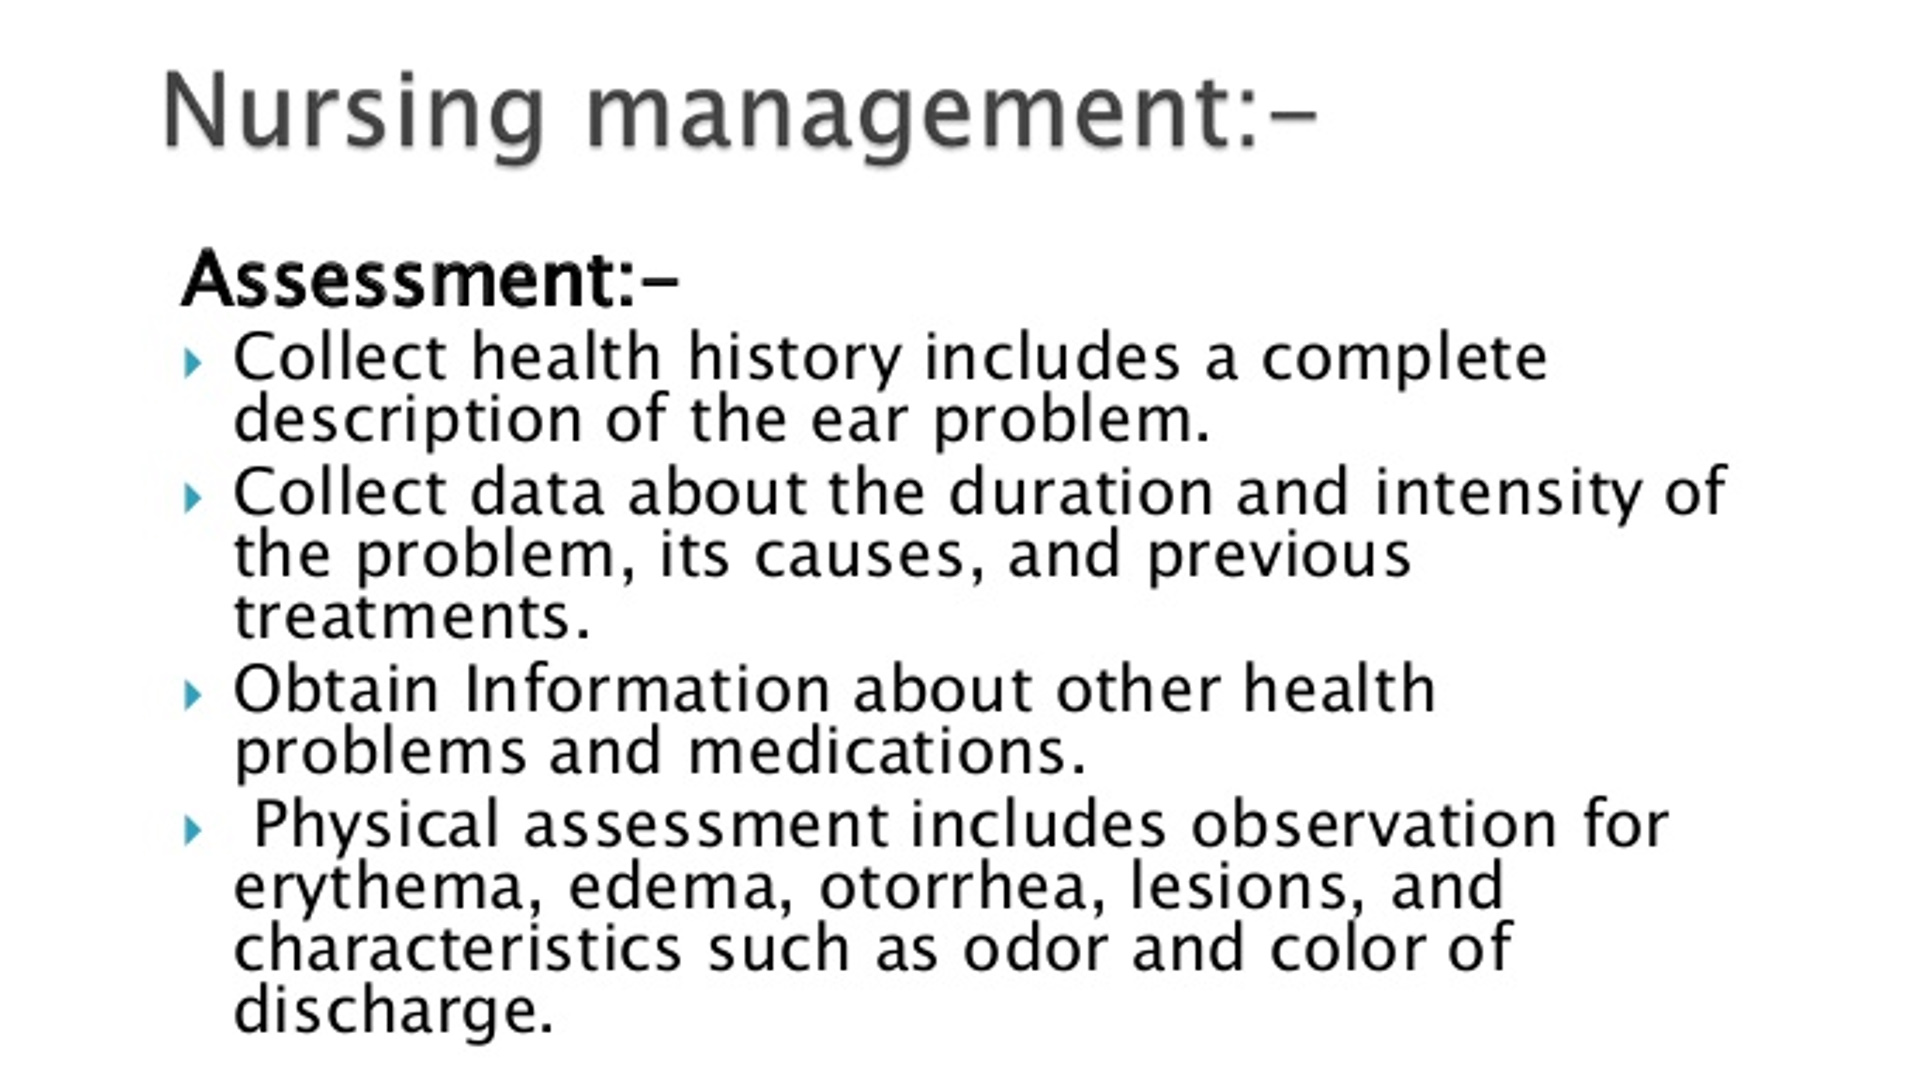 Nursing management:-
Assessment:-
Collect health history includes a complete
description of the ear problem.
Collect data about the duration and intensity of
the problem, its causes, and previous
treatments.
Obtain Information about other health
problems and medications.
Physical assessment includes observation for
erythema, edema, otorrhea, lesions, and
characteristics such as odor and color of
discharge.